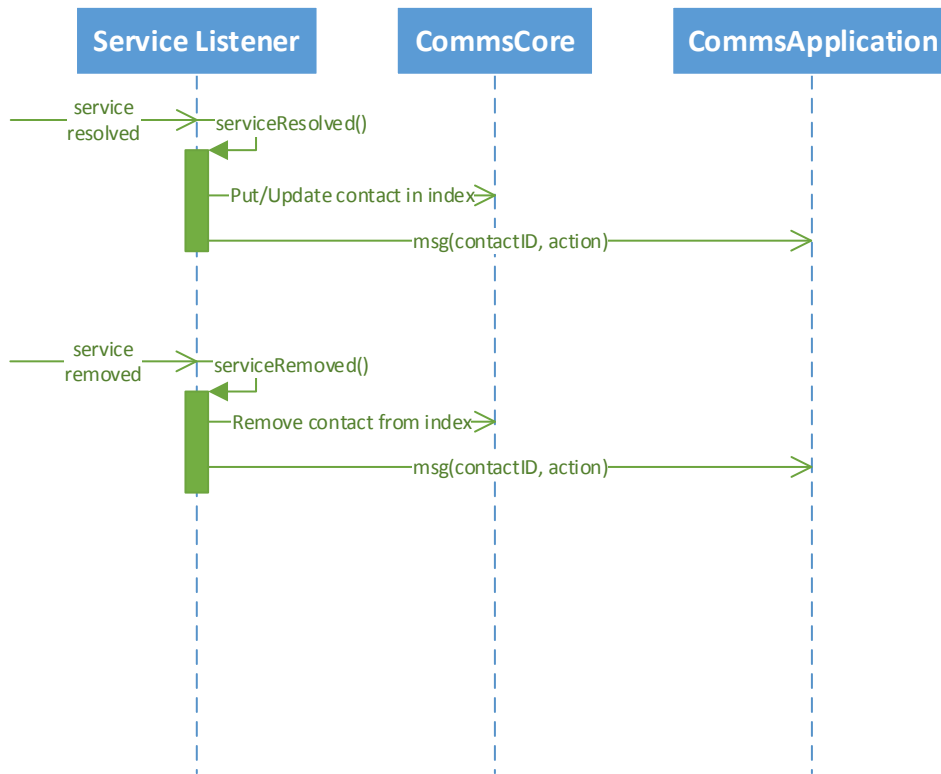 Service Listener
CommsCore
CommsApplication
service
resolved
serviceResolved()
Put/Update contact in index
msg(contactID, action)
service
removed
serviceRemoved()
Remove contact from index
msg(contactID, action)